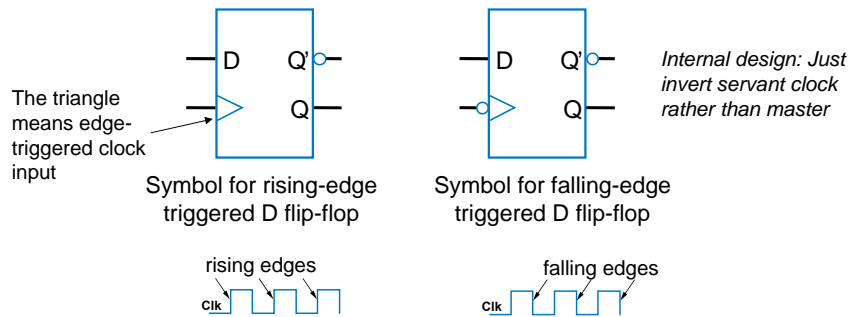 D Q'
Q
D Q'
Q
The triangle
means edge-
triggered clock
input
Internal design: Just
invert servant clock
rather than master
Symbol for rising-edge
triggered D flip-flop
Symbol for falling-edge
triggered D flip-flop
rising edges
Clk
falling edges
Clk